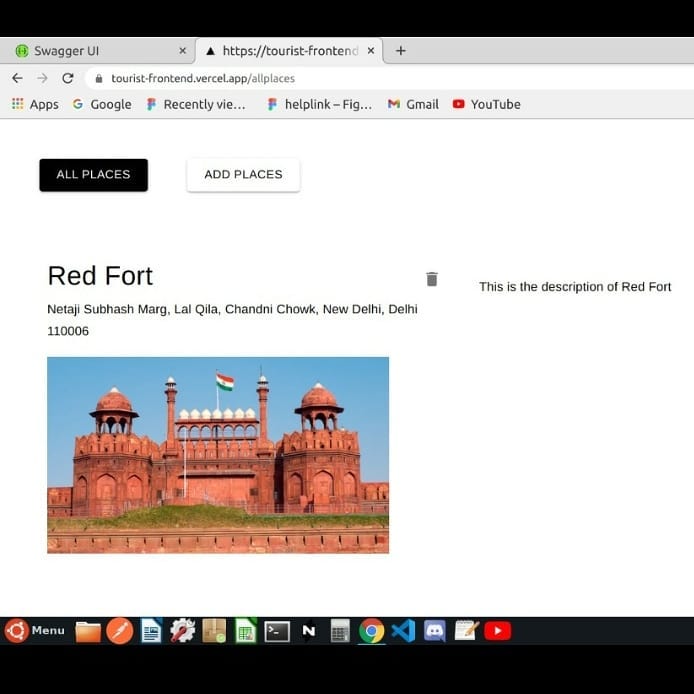 Swagger UI
https://tourist-frontend
tourist-frontend.vercel.app/allplaces
Apps Google Recently vie... helplink – Fig... Gmail YouTube
ALL PLACES ADD PLACES
Red Fort
This is the description of Red Fort
Netaji Subhash Marg, Lal Qila, Chandni Chowk, New Delhi, Delhi
110006
Menu